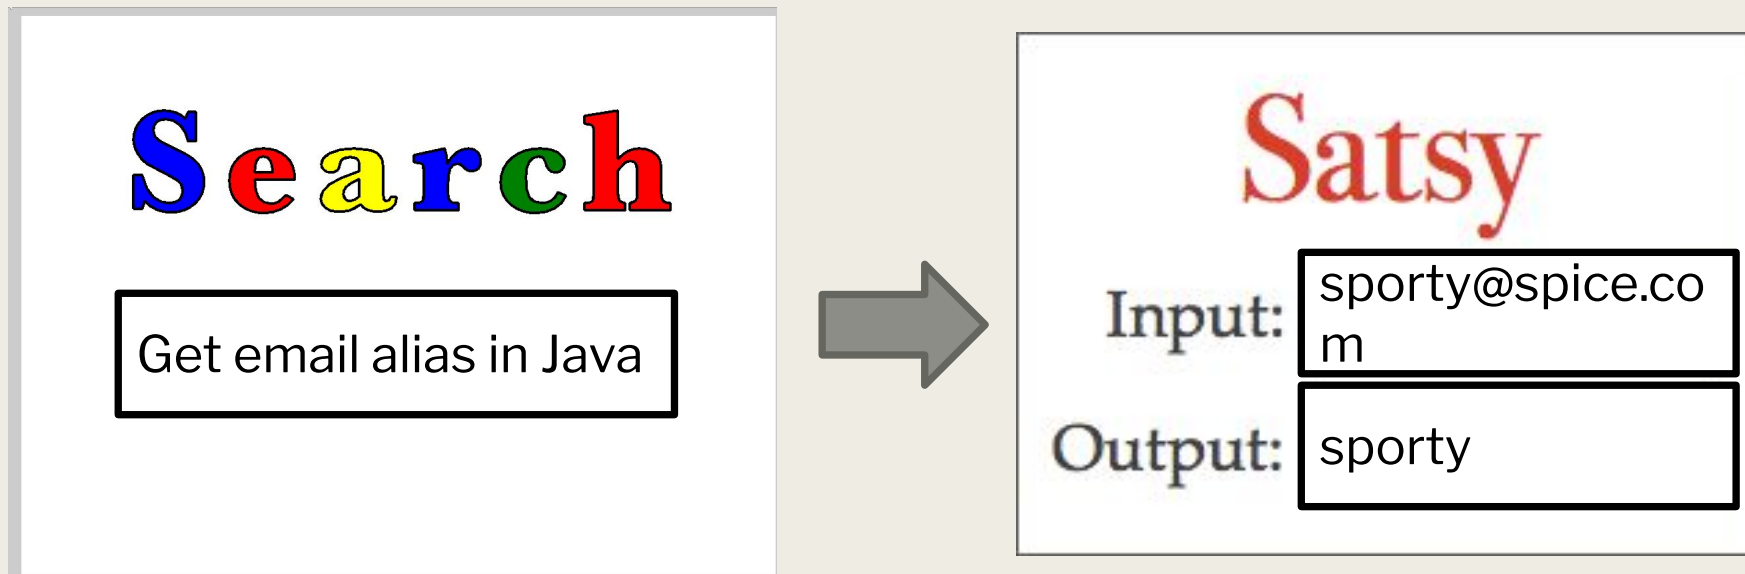 Search
Get email alias in Java
Satsy
Input:
sporty@spice.co
m
Output:
sporty